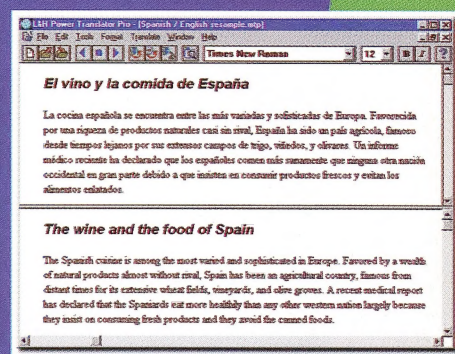 L&H Power Translator Pro - [Spanish / English resample.mtp]
File Edit Tools Format Translate Window Help
Times New Roman 12 B I ?
El vino y la comida de España
La cocina española se encuentra entre las más variadas y sofisticadas de Europa. Favorecida
por una riqueza de productos naturales casi sin rival, España ha sido un país agrícola, famoso
desde tiempos lejanos por sus extensos campos de trigo, viñedos, y olivares. Un informe
médico reciente ha declarado que los españoles comen más sanamente que ninguna otra nación
occidental en gran parte debido a que insisten en consumir productos frescos y evitan los
alimentos enlatados.
The wine and the food of Spain
The Spanish cuisine is among the most varied and sophisticated in Europe. Favored by a wealth
of natural products almost without rival, Spain has been an agricultural country, famous from
distant times for its extensive wheat fields, vineyards, and olive groves. A recent medical report
has declared that the Spaniards eat more healthily than any other western nation largely because
they insist on consuming fresh products and they avoid the canned foods.